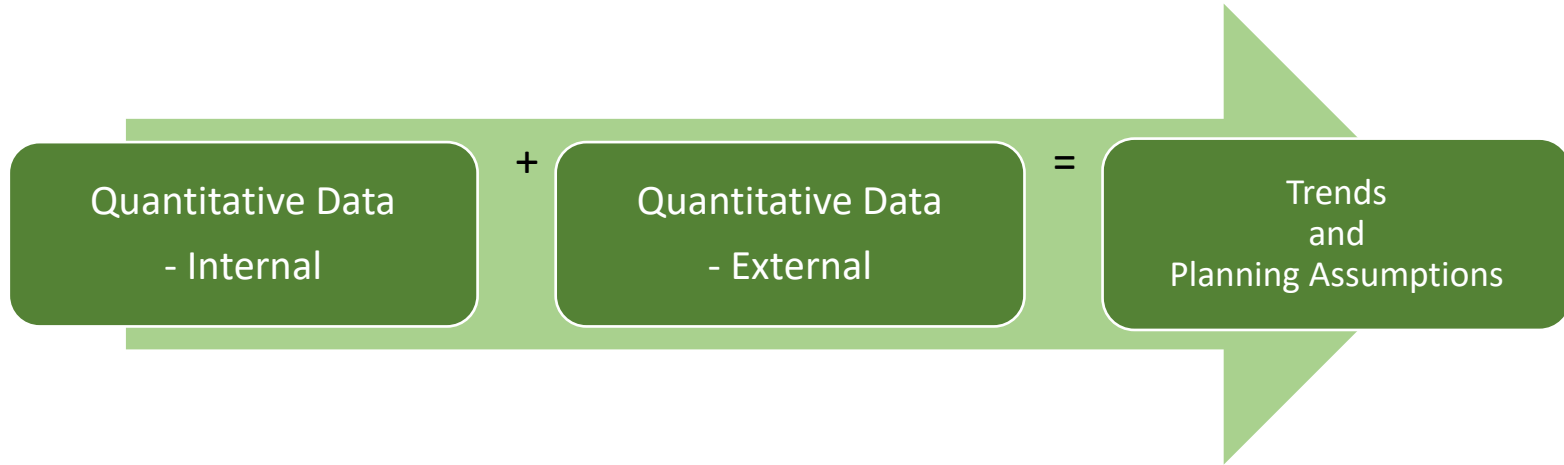 Quantitative Data
- Internal
+
Quantitative Data
- External
=
Trends
and
Planning Assumptions